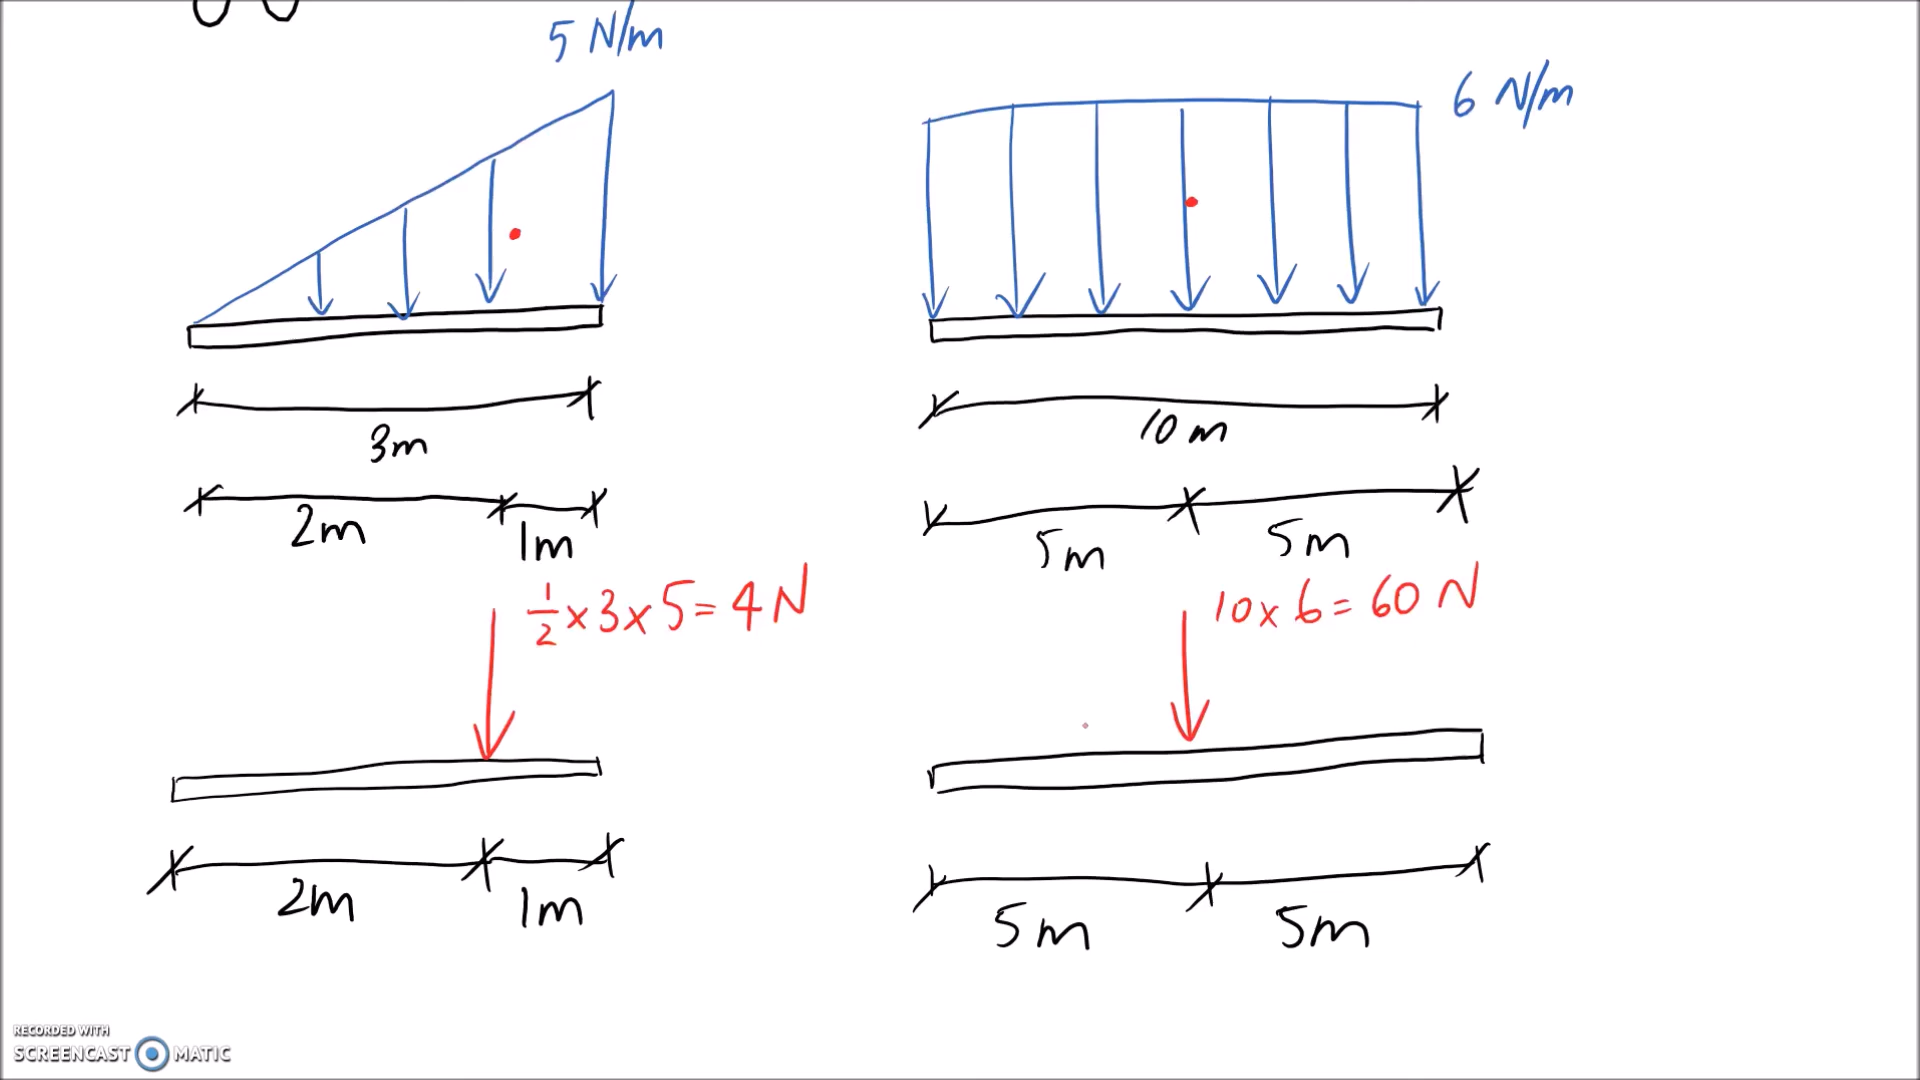 5 N/m
6 N/m
3m
10 m
2m
1m
5m
5m
1/2 × 3 × 5 = 4 N
10 × 6 = 60 N
2m
1m
5m
5m
RECORDED WITH
SCREENCAST MATIC